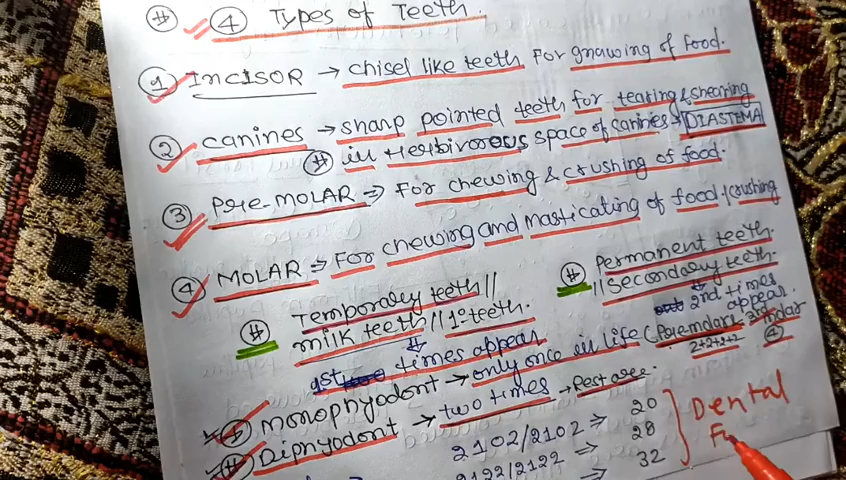 # ④ Types of Teeth.
① INCISOR → chisel like teeth For gnawing of food.
② canines → sharp pointed teeth for tearing & shearing
# in Herbivorous space of canines → DIASTEMA
③ Pre-MOLAR ⇒ For chewing & crushing of food.
④ MOLAR ⇒ For chewing and masticating of food / crushing
# Temporary teeth//
milk teeth // 1° teeth.
1st times appear
# Permanent teeth.
// Secondary teeth.
2nd times
appear.
# monophyodont → only once in life (Premolar 3rd molar
2+2+2+2 ④
# Diphyodont → two times → Rest are.
2102/2102 ⇒ 20
2122/2122 ⇒ 28
⇒ 32
Dental